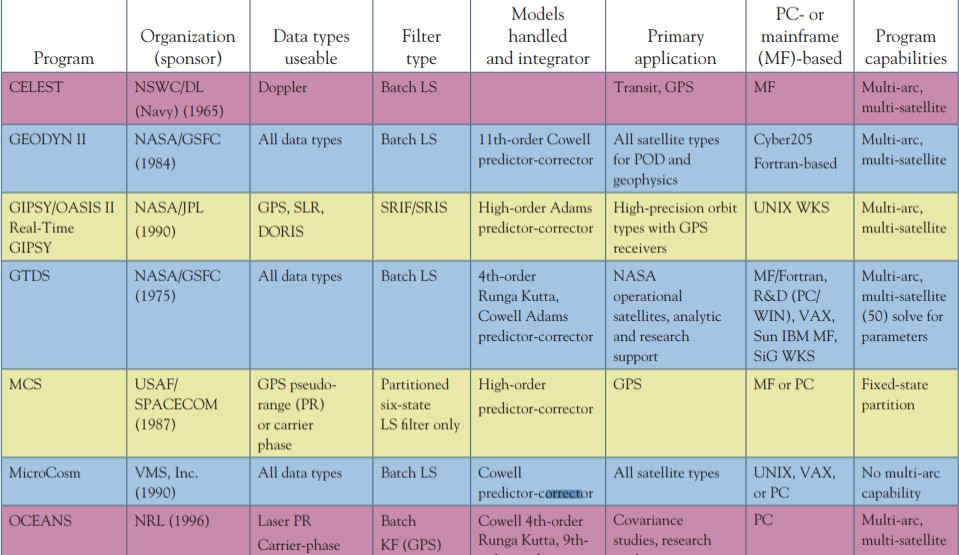 Program
Organization
(sponsor)
Data types
useable
Filter
type
Models
handled
and integrator
Primary
application
PC- or
mainframe
(MF)-based
Program
capabilities
CELEST
NSWC/DL
(Navy) (1965)
Doppler
Batch LS
Transit, GPS
MF
Multi-arc,
multi-satellite
GEODYN II
NASA/GSFC
(1984)
All data types
Batch LS
11th-order Cowell
predictor-corrector
All satellite types
for POD and
geophysics
Cyber205
Fortran-based
Multi-arc,
multi-satellite
GIPSY/OASIS II
Real-Time
GIPSY
NASA/JPL
(1990)
GPS, SLR,
DORIS
SRIF/SRIS
High-order Adams
predictor-corrector
High-precision orbit
types with GPS
receivers
UNIX WKS
Multi-arc,
multi-satellite
GTDS
NASA/GSFC
(1975)
All data types
Batch LS
4th-order
Runga Kutta,
Cowell Adams
predictor-corrector
NASA
operational
satellites, analytic
and research
support
MF/Fortran,
R&D (PC/
WIN), VAX,
Sun IBM MF,
SiG WKS
Multi-arc,
multi-satellite
(50) solve for
parameters
MCS
USAF/
SPACECOM
(1987)
GPS pseudo-
range (PR)
or carrier
phase
Partitioned
six-state
LS filter only
High-order
predictor-corrector
GPS
MF or PC
Fixed-state
partition
MicroCosm
VMS, Inc.
(1990)
All data types
Batch LS
Cowell
predictor-corrector
All satellite types
UNIX, VAX,
or PC
No multi-arc
capability
OCEANS
NRL (1996)
Laser PR
Carrier-phase
Batch
KF (GPS)
Cowell 4th-order
Runga Kutta, 9th-
Covariance
studies, research
PC
Multi-arc,
multi-satellite